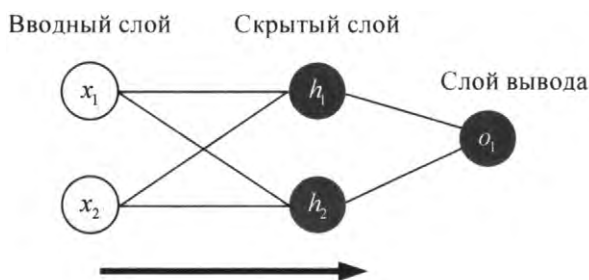 Вводный слой
Скрытый слой
Слой вывода
x₁
h₁
o₁
x₂
h₂